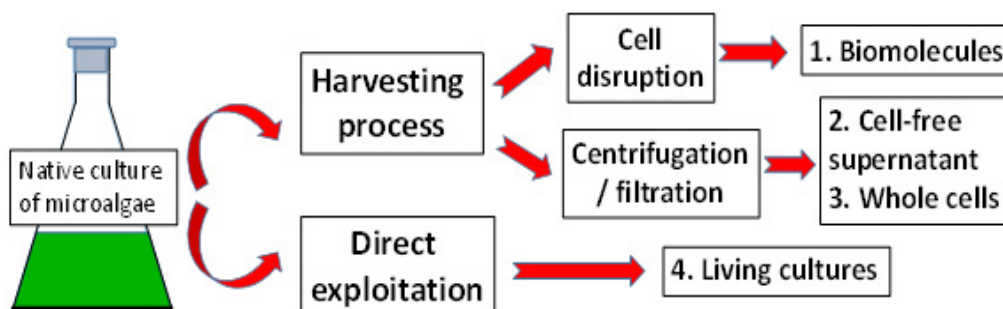 Native culture
of microalgae
Harvesting
process
Cell
disruption
1. Biomolecules
Centrifugation
/ filtration
2. Cell-free
supernatant
3. Whole cells
Direct
exploitation
4. Living cultures